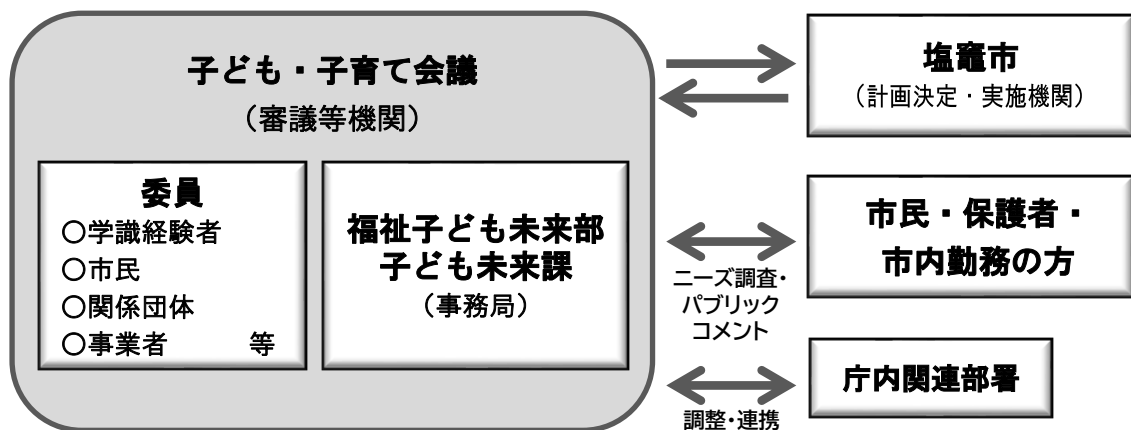 子ども・子育て会議
（審議等機関）
委員
○学識経験者
○市民
○関係団体
○事業者　　　等
福祉子ども未来部
子ども未来課
（事務局）
塩竈市
（計画決定・実施機関）
市民・保護者・
市内勤務の方
ニーズ調査・
パブリック
コメント
庁内関連部署
調整・連携